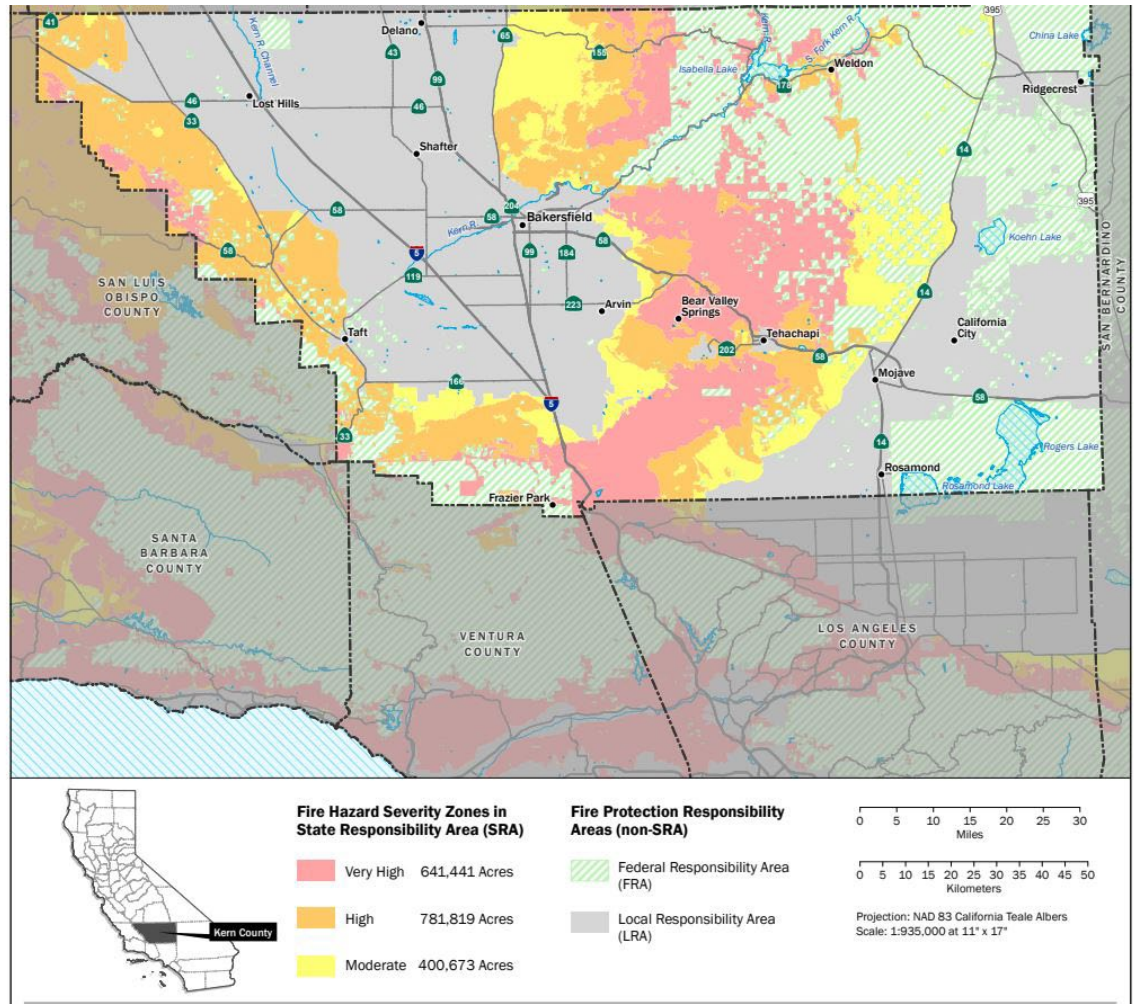 41
Delano
65
43
99
155
Kern R. Channel
Kern R.
S. Fork Kern R.
395
China Lake
Isabella Lake
Weldon
178
Ridgecrest
46
Lost Hills
46
33
Shafter
14
204
58
58
Kern R.
Bakersfield
395
58
5
99
184
58
Koehn Lake
119
SAN LUIS
OBISPO
COUNTY
SAN BERNARDINO
COUNTY
223
Arvin
Bear Valley
Springs
14
Taft
202
Tehachapi
58
California
City
166
5
Mojave
58
33
14
Rogers Lake
Rosamond
Rosamond Lake
Frazier Park
SANTA
BARBARA
COUNTY
VENTURA
COUNTY
LOS ANGELES
COUNTY
Kern County
Fire Hazard Severity Zones in
State Responsibility Area (SRA)
Very High 641,441 Acres
High 781,819 Acres
Moderate 400,673 Acres
Fire Protection Responsibility
Areas (non-SRA)
Federal Responsibility Area
(FRA)
Local Responsibility Area
(LRA)
0 5 10 15 20 25 30
Miles
0 5 10 15 20 25 30 35 40 45 50
Kilometers
Projection: NAD 83 California Teale Albers
Scale: 1:935,000 at 11" x 17"